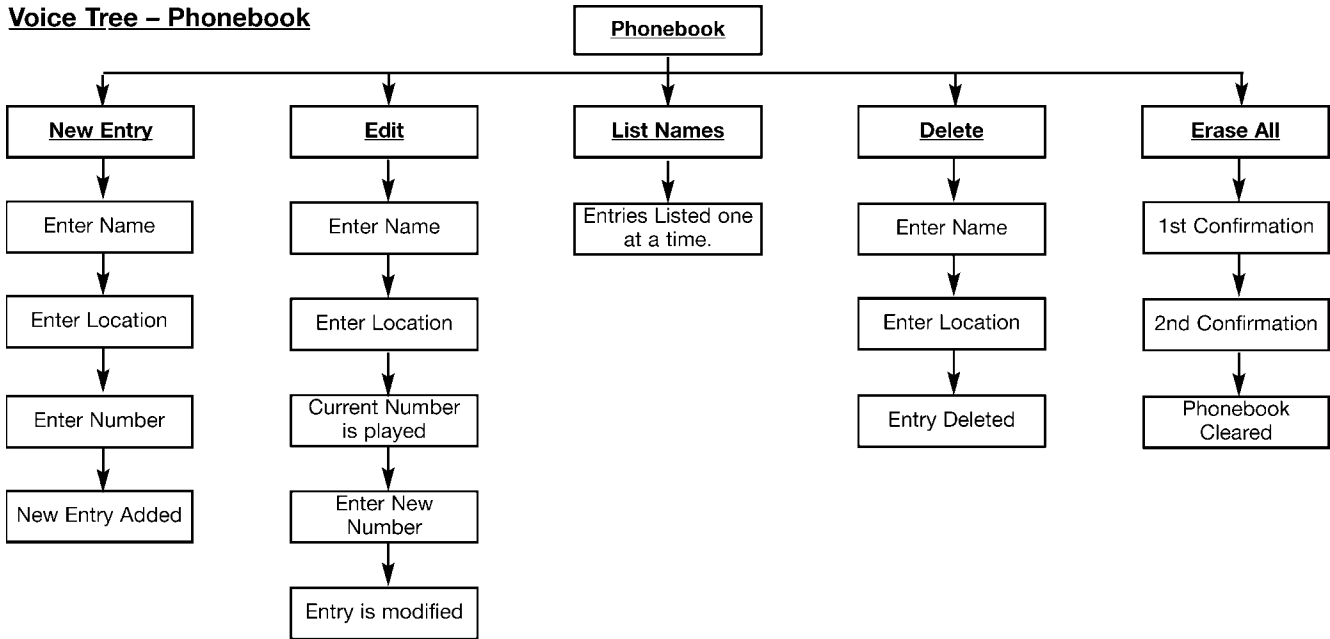 Voice Tree – Phonebook
Phonebook
New Entry
Enter Name
Enter Location
Enter Number
New Entry Added
Edit
Enter Name
Enter Location
Current Number
is played
Enter New
Number
Entry is modified
List Names
Entries Listed one
at a time.
Delete
Enter Name
Enter Location
Entry Deleted
Erase All
1st Confirmation
2nd Confirmation
Phonebook
Cleared